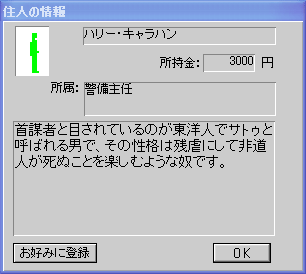 住人の情報
ハリー・キャラハン
所持金: 3000 円
所属: 警備主任
首謀者と目されているのが東洋人でサトゥと
呼ばれる男で、その性格は残虐にして非道
人が死ぬことを楽しむような奴です。
お好みに登録 OK